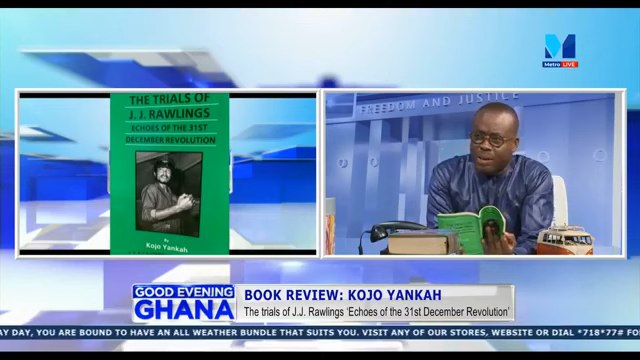 Metro LIVE
THE TRIALS OF
J.J. RAWLINGS
ECHOES OF THE 31ST
DECEMBER REVOLUTION
By
Kojo Yankah
FREEDOM AND JUSTICE
GOOD EVENING
GHANA
BOOK REVIEW: KOJO YANKAH
The trials of J.J. Rawlings 'Echoes of the 31st December Revolution'
AY DAY, YOU ARE BOUND TO HAVE AN ALL WEATHER BUNDLE THAT SUITS YOU. VISIT ANY OF OUR STORES, WEBSITE OR DIAL *718*77# FO